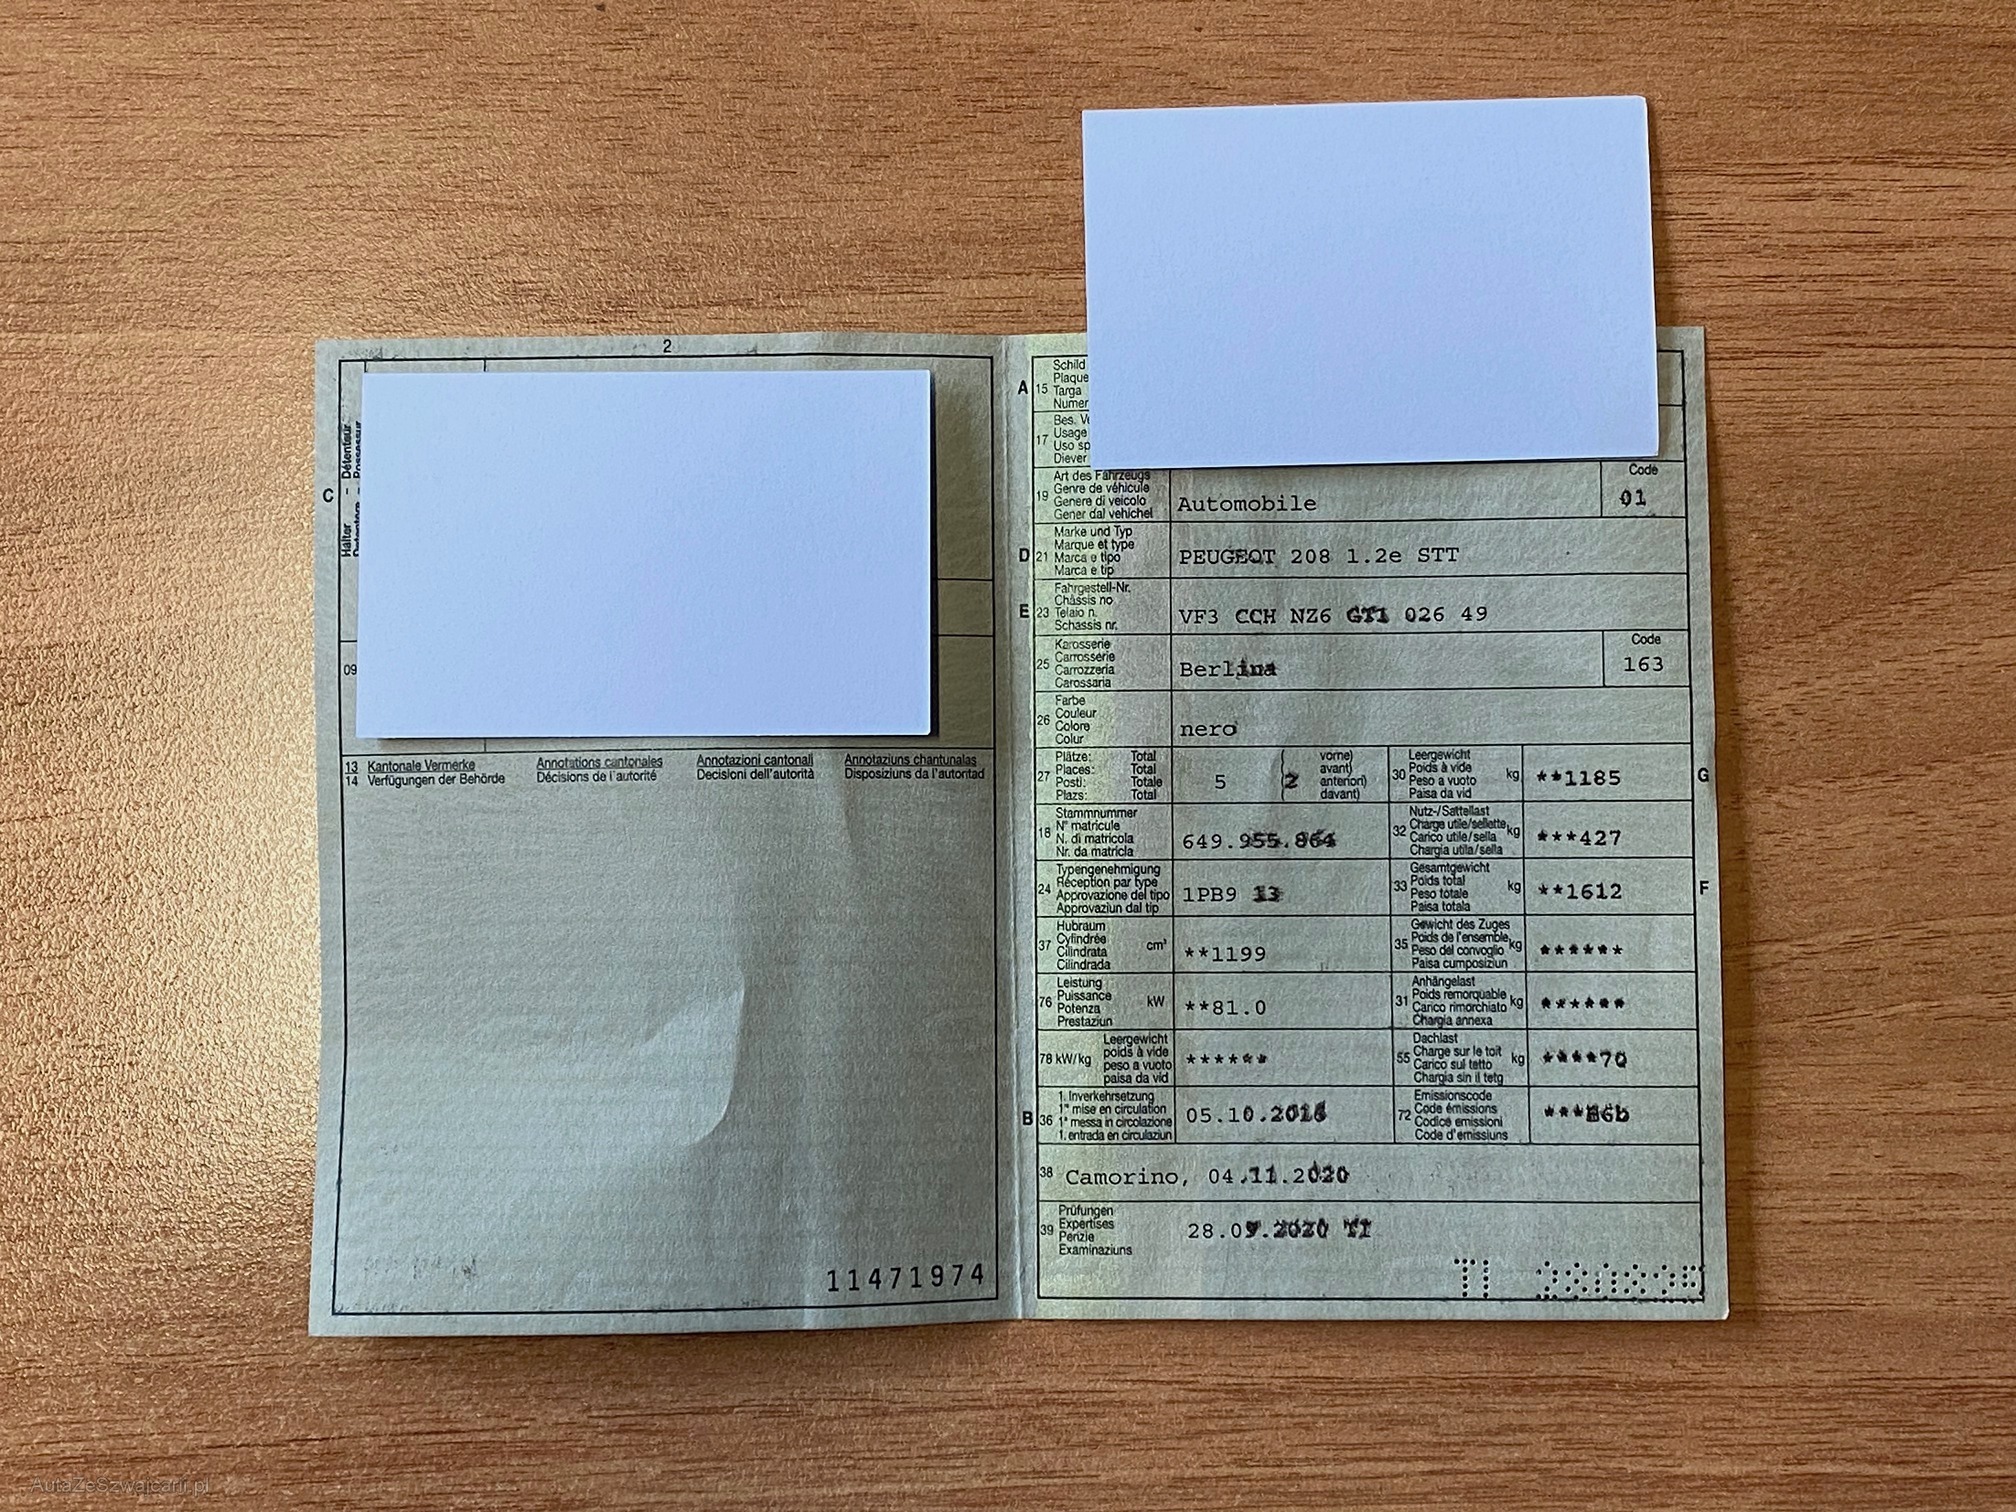 2
C
Halter - Détenteur
09
13 Kantonale Vermerke Annotations cantonales Annotazioni cantonali Annotaziuns chantunalas
14 Verfügungen der Behörde Décisions de l'autorité Decisioni dell'autorità Disposiziuns da l'autoritad
11471974
A 15 Schild
Plaque
Targa
17
Usage
Art des Fahrzeugs
19 Genre de véhicule
Genere di veicolo
Gener dal vehichel
Automobile
Code
01
Marke und Typ
D 21 Marque et type
Marca e tipo
Marca e tip
PEUGEOT 208 1.2e STT
Fahrgestell-Nr.
Châssis no
E 23 Telaio n.
Schassis nr.
VF3 CCH NZ6 GT1 026 49
Karosserie
25 Carrosserie
Carrozzeria
Carossaria
Berlina
Code
163
Farbe
26 Couleur
Colore
Colur
nero
Plätze: Total
27 Places: Total
Posti: Totale
Plazs: Total
5
( 2
vorne)
avant)
anteriori)
davant)
Leergewicht
30 Poids à vide kg
Peso a vuoto
Paisa da vid
**1185
G
Stammnummer
18 N° matricule
N. di matricola
Nr. da matricla
649.955.864
Nutz-/Sattellast
32 Charge utile/sellette kg
Carico utile/sella
Chargia utila/sella
***427
Typengenehmigung
24 Réception par type
Approvazione del tipo
Approvaziun dal tip
1PB9 13
Gesamtgewicht
33 Poids total kg
Peso totale
Paisa totala
**1612
F
Hubraum
37 Cylindrée cm³
Cilindrata
Cilindrada
**1199
Gewicht des Zuges
35 Poids de l'ensemble kg
Peso del convoglio
Paisa cumposiziun
******
Leistung
76 Puissance kW
Potenza
Prestaziun
**81.0
Anhängelast
31 Poids remorquable kg
Carico rimorchiato
Chargia annexa
******
78 kW/kg
Leergewicht
poids à vide
peso a vuoto
paisa da vid
******
Dachlast
55 Charge sur le toit kg
Carico sul tetto
Chargia sin il tetg
****70
1. Inverkehrsetzung
B 36 1re mise en circulation
1a messa in circolazione
1. entrada en circulaziun
05.10.2016
Emissionscode
72 Code émissions
Codice emissioni
Code d'emissiuns
***B6b
38 Camorino, 04.11.2020
Prüfungen
39 Expertises
Perizie
Examinaziuns
28.09.2020 TI
TI
AutaZeSzwajcarii.pl